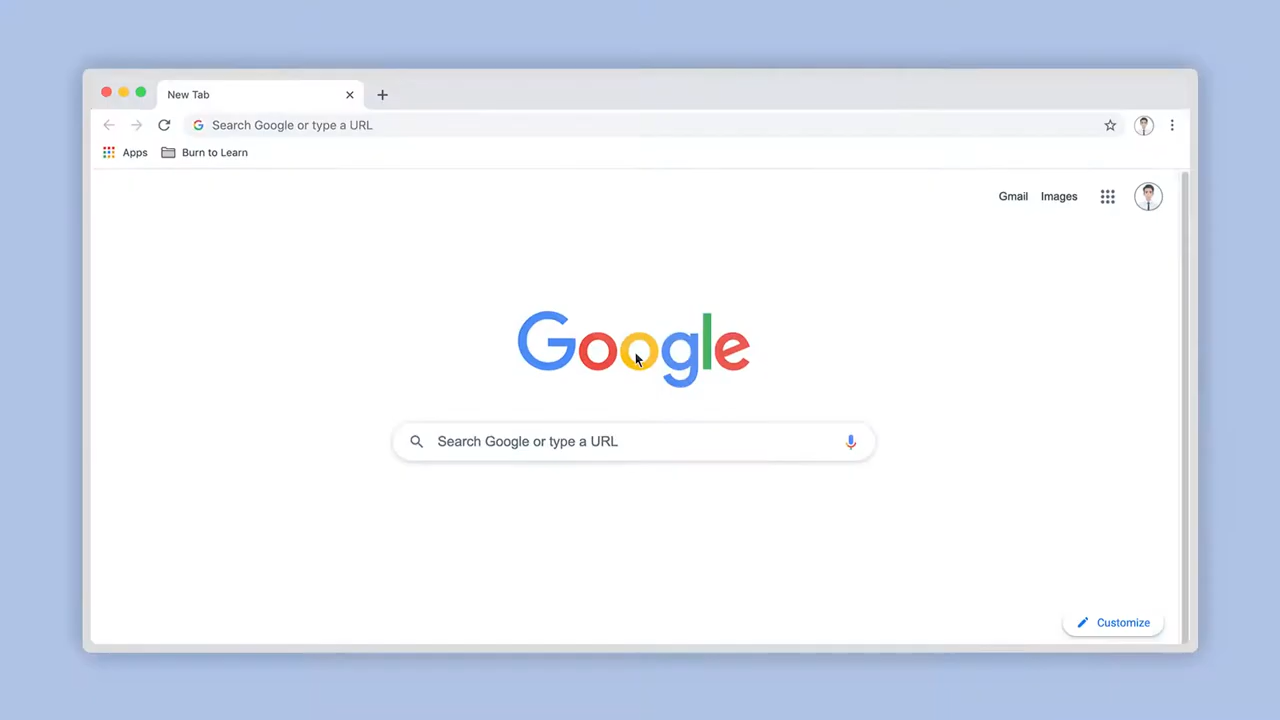 New Tab
Search Google or type a URL
Apps Burn to Learn
Gmail Images
Google
Search Google or type a URL
Customize